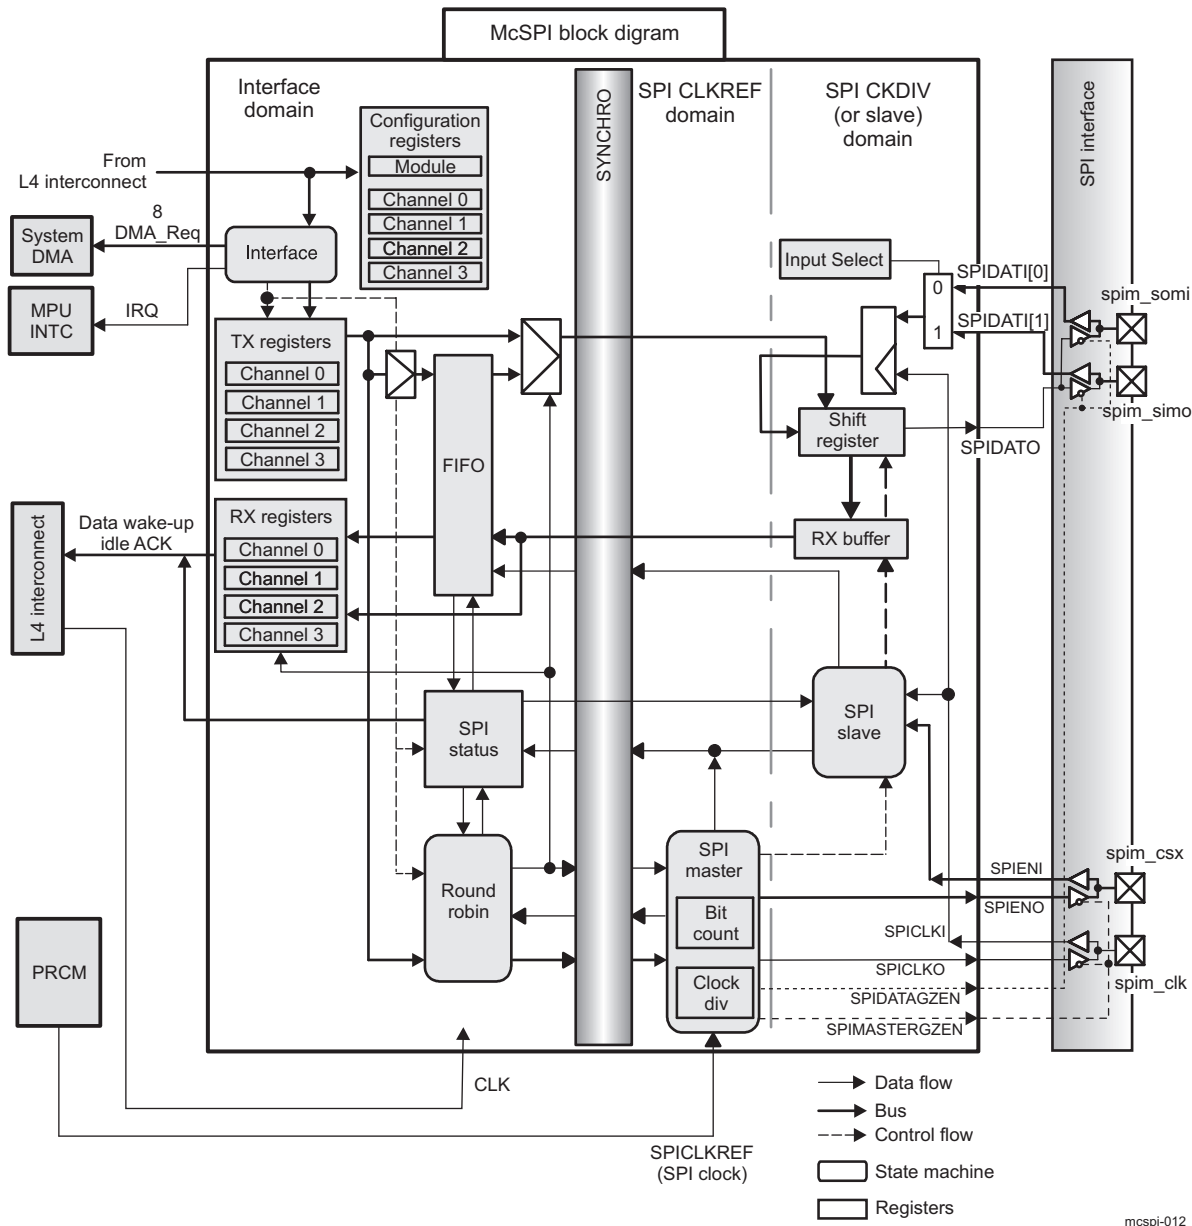 McSPI block digram
Interface
domain
SPI CLKREF
domain
SPI CKDIV
(or slave)
domain
SYNCHRO
SPI interface
Configuration
registers
Module
Channel 0
Channel 1
Channel 2
Channel 3
From
L4 interconnect
8
DMA_Req
System
DMA
Interface
MPU
INTC
IRQ
Input Select
0
1
SPIDATI[0]
SPIDATI[1]
spim_somi
spim_simo
TX registers
Channel 0
Channel 1
Channel 2
Channel 3
FIFO
Shift
register
SPIDATO
RX registers
Channel 0
Channel 1
Channel 2
Channel 3
Data wake-up
idle ACK
L4 interconnect
RX buffer
SPI
status
SPI
slave
Round
robin
SPI
master
Bit
count
Clock
div
SPIENI
SPIENO
SPICLKI
SPICLKO
SPIDATAGZEN
SPIMASTERGZEN
spim_csx
spim_clk
PRCM
CLK
SPICLKREF
(SPI clock)
Data flow
Bus
Control flow
State machine
Registers
mcspi-012